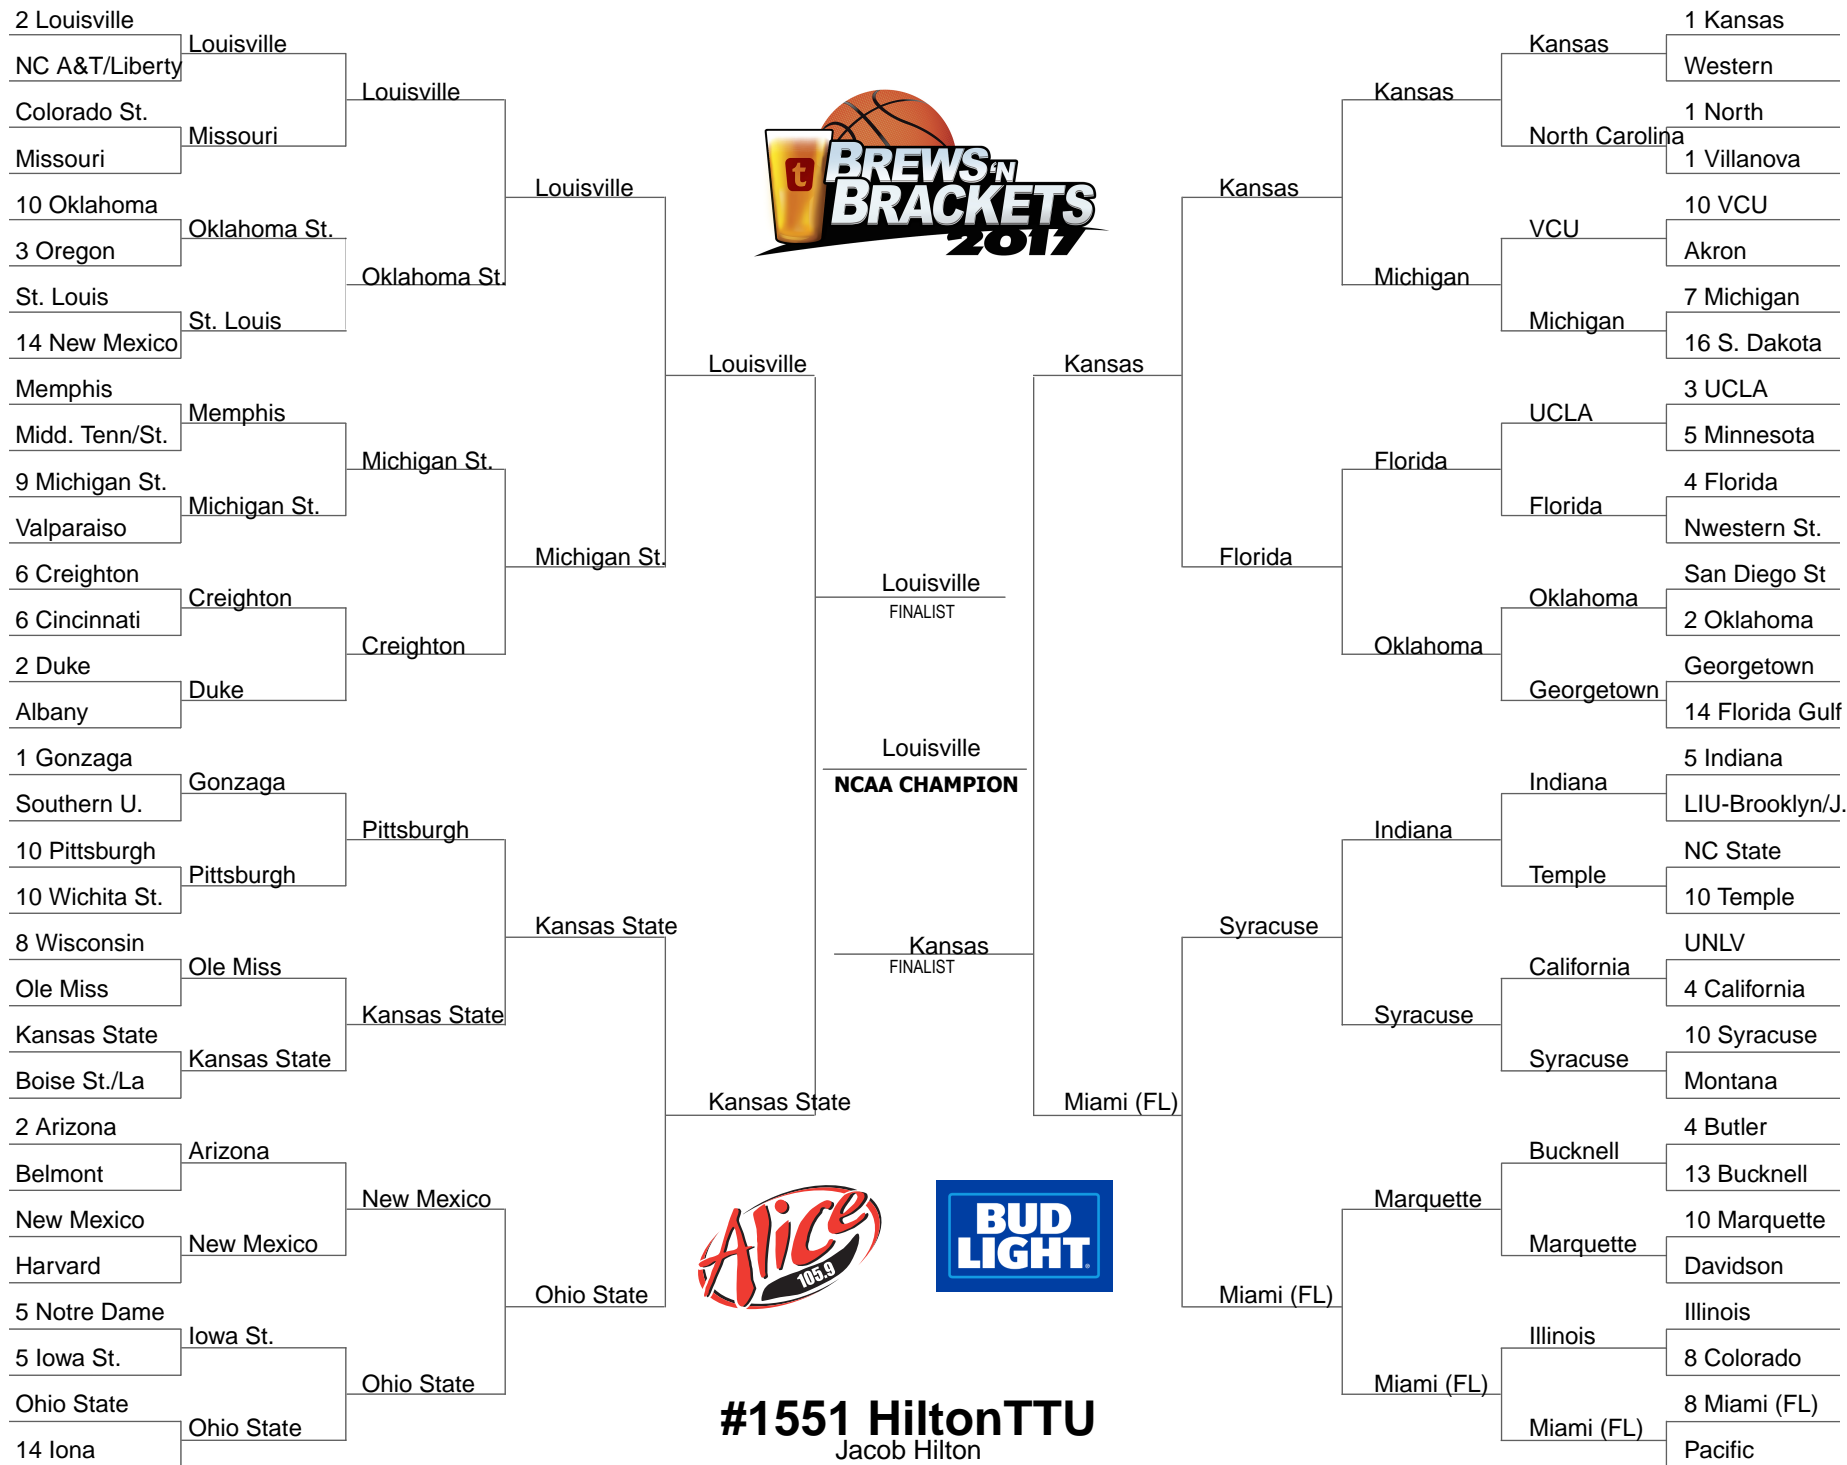 2 Louisville
NC A&T/Liberty
Colorado St.
Missouri
10 Oklahoma
3 Oregon
St. Louis
14 New Mexico
Memphis
Midd. Tenn/St.
9 Michigan St.
Valparaiso
6 Creighton
6 Cincinnati
2 Duke
Albany
1 Gonzaga
Southern U.
10 Pittsburgh
10 Wichita St.
8 Wisconsin
Ole Miss
Kansas State
Boise St./La
2 Arizona
Belmont
New Mexico
Harvard
5 Notre Dame
5 Iowa St.
Ohio State
14 Iona
Louisville
Missouri
Oklahoma St.
St. Louis
Memphis
Michigan St.
Creighton
Duke
Gonzaga
Pittsburgh
Ole Miss
Kansas State
Arizona
New Mexico
Iowa St.
Ohio State
Louisville
Oklahoma St.
Michigan St.
Creighton
Pittsburgh
Kansas State
New Mexico
Ohio State
Louisville
Michigan St.
Kansas State
Ohio State
Louisville
Kansas State
t
BREWS 'N
BRACKETS
2017
Louisville
FINALIST
Louisville
NCAA CHAMPION
Kansas
FINALIST
Alice
105.9
BUD
LIGHT
#1551 HiltonTTU
Jacob Hilton
Kansas
Miami (FL)
Kansas
Florida
Syracuse
Miami (FL)
Kansas
Michigan
Florida
Oklahoma
Indiana
Syracuse
Marquette
Miami (FL)
Kansas
North Carolina
VCU
Michigan
UCLA
Florida
Oklahoma
Georgetown
Indiana
Temple
California
Syracuse
Bucknell
Marquette
Illinois
Miami (FL)
1 Kansas
Western
1 North
1 Villanova
10 VCU
Akron
7 Michigan
16 S. Dakota
3 UCLA
5 Minnesota
4 Florida
Nwestern St.
San Diego St
2 Oklahoma
Georgetown
14 Florida Gulf
5 Indiana
LIU-Brooklyn/J.
NC State
10 Temple
UNLV
4 California
10 Syracuse
Montana
4 Butler
13 Bucknell
10 Marquette
Davidson
Illinois
8 Colorado
8 Miami (FL)
Pacific